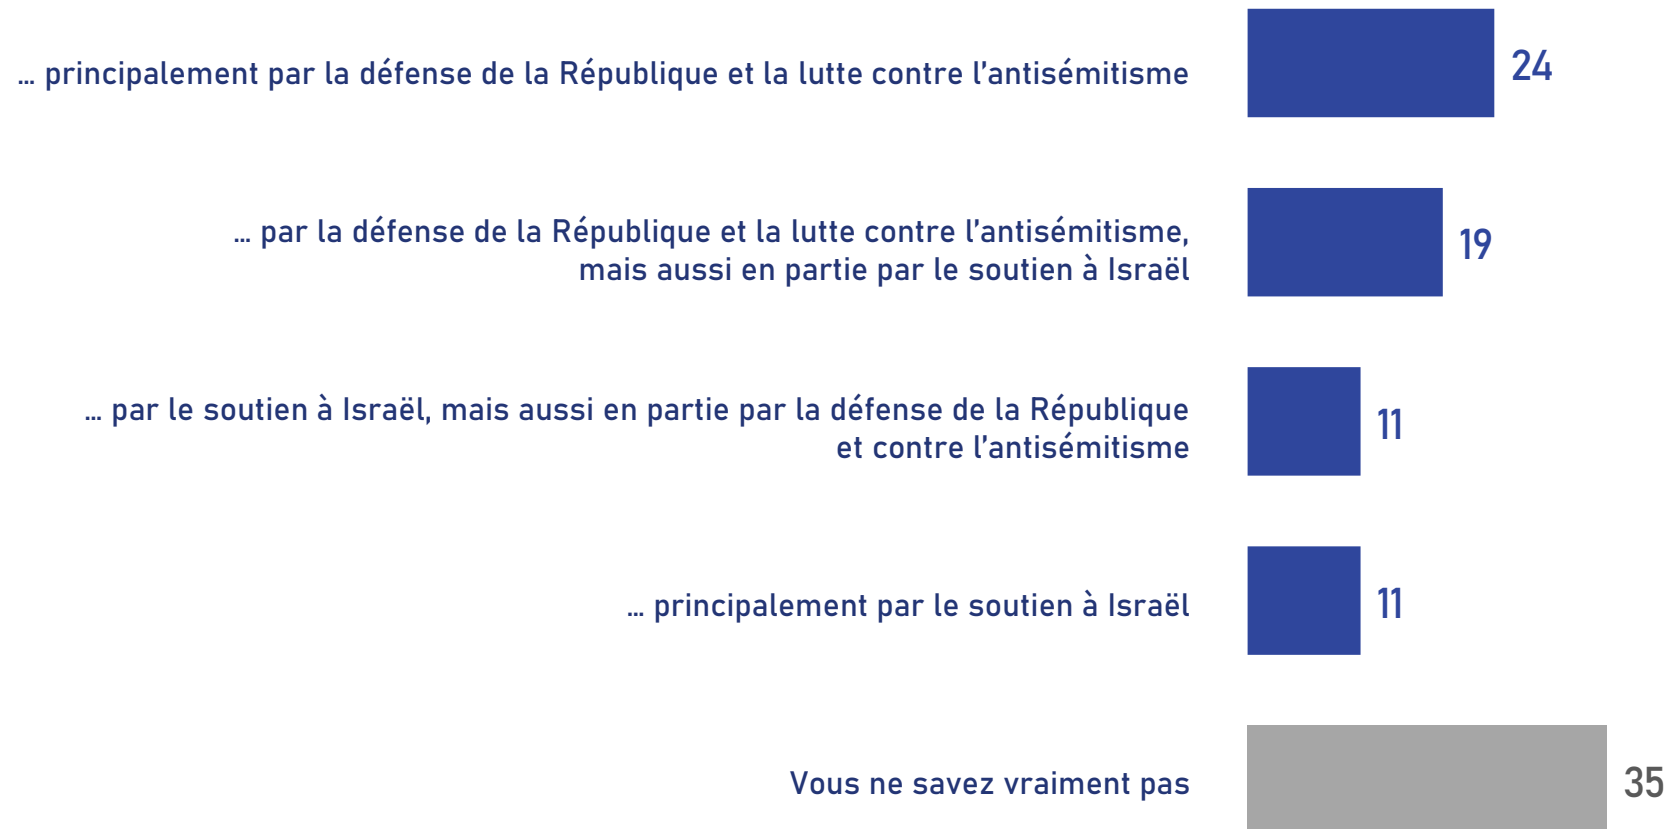 … principalement par la défense de la République et la lutte contre l’antisémitisme
24
… par la défense de la République et la lutte contre l’antisémitisme,
mais aussi en partie par le soutien à Israël
19
… par le soutien à Israël, mais aussi en partie par la défense de la République
et contre l’antisémitisme
11
… principalement par le soutien à Israël
11
Vous ne savez vraiment pas
35